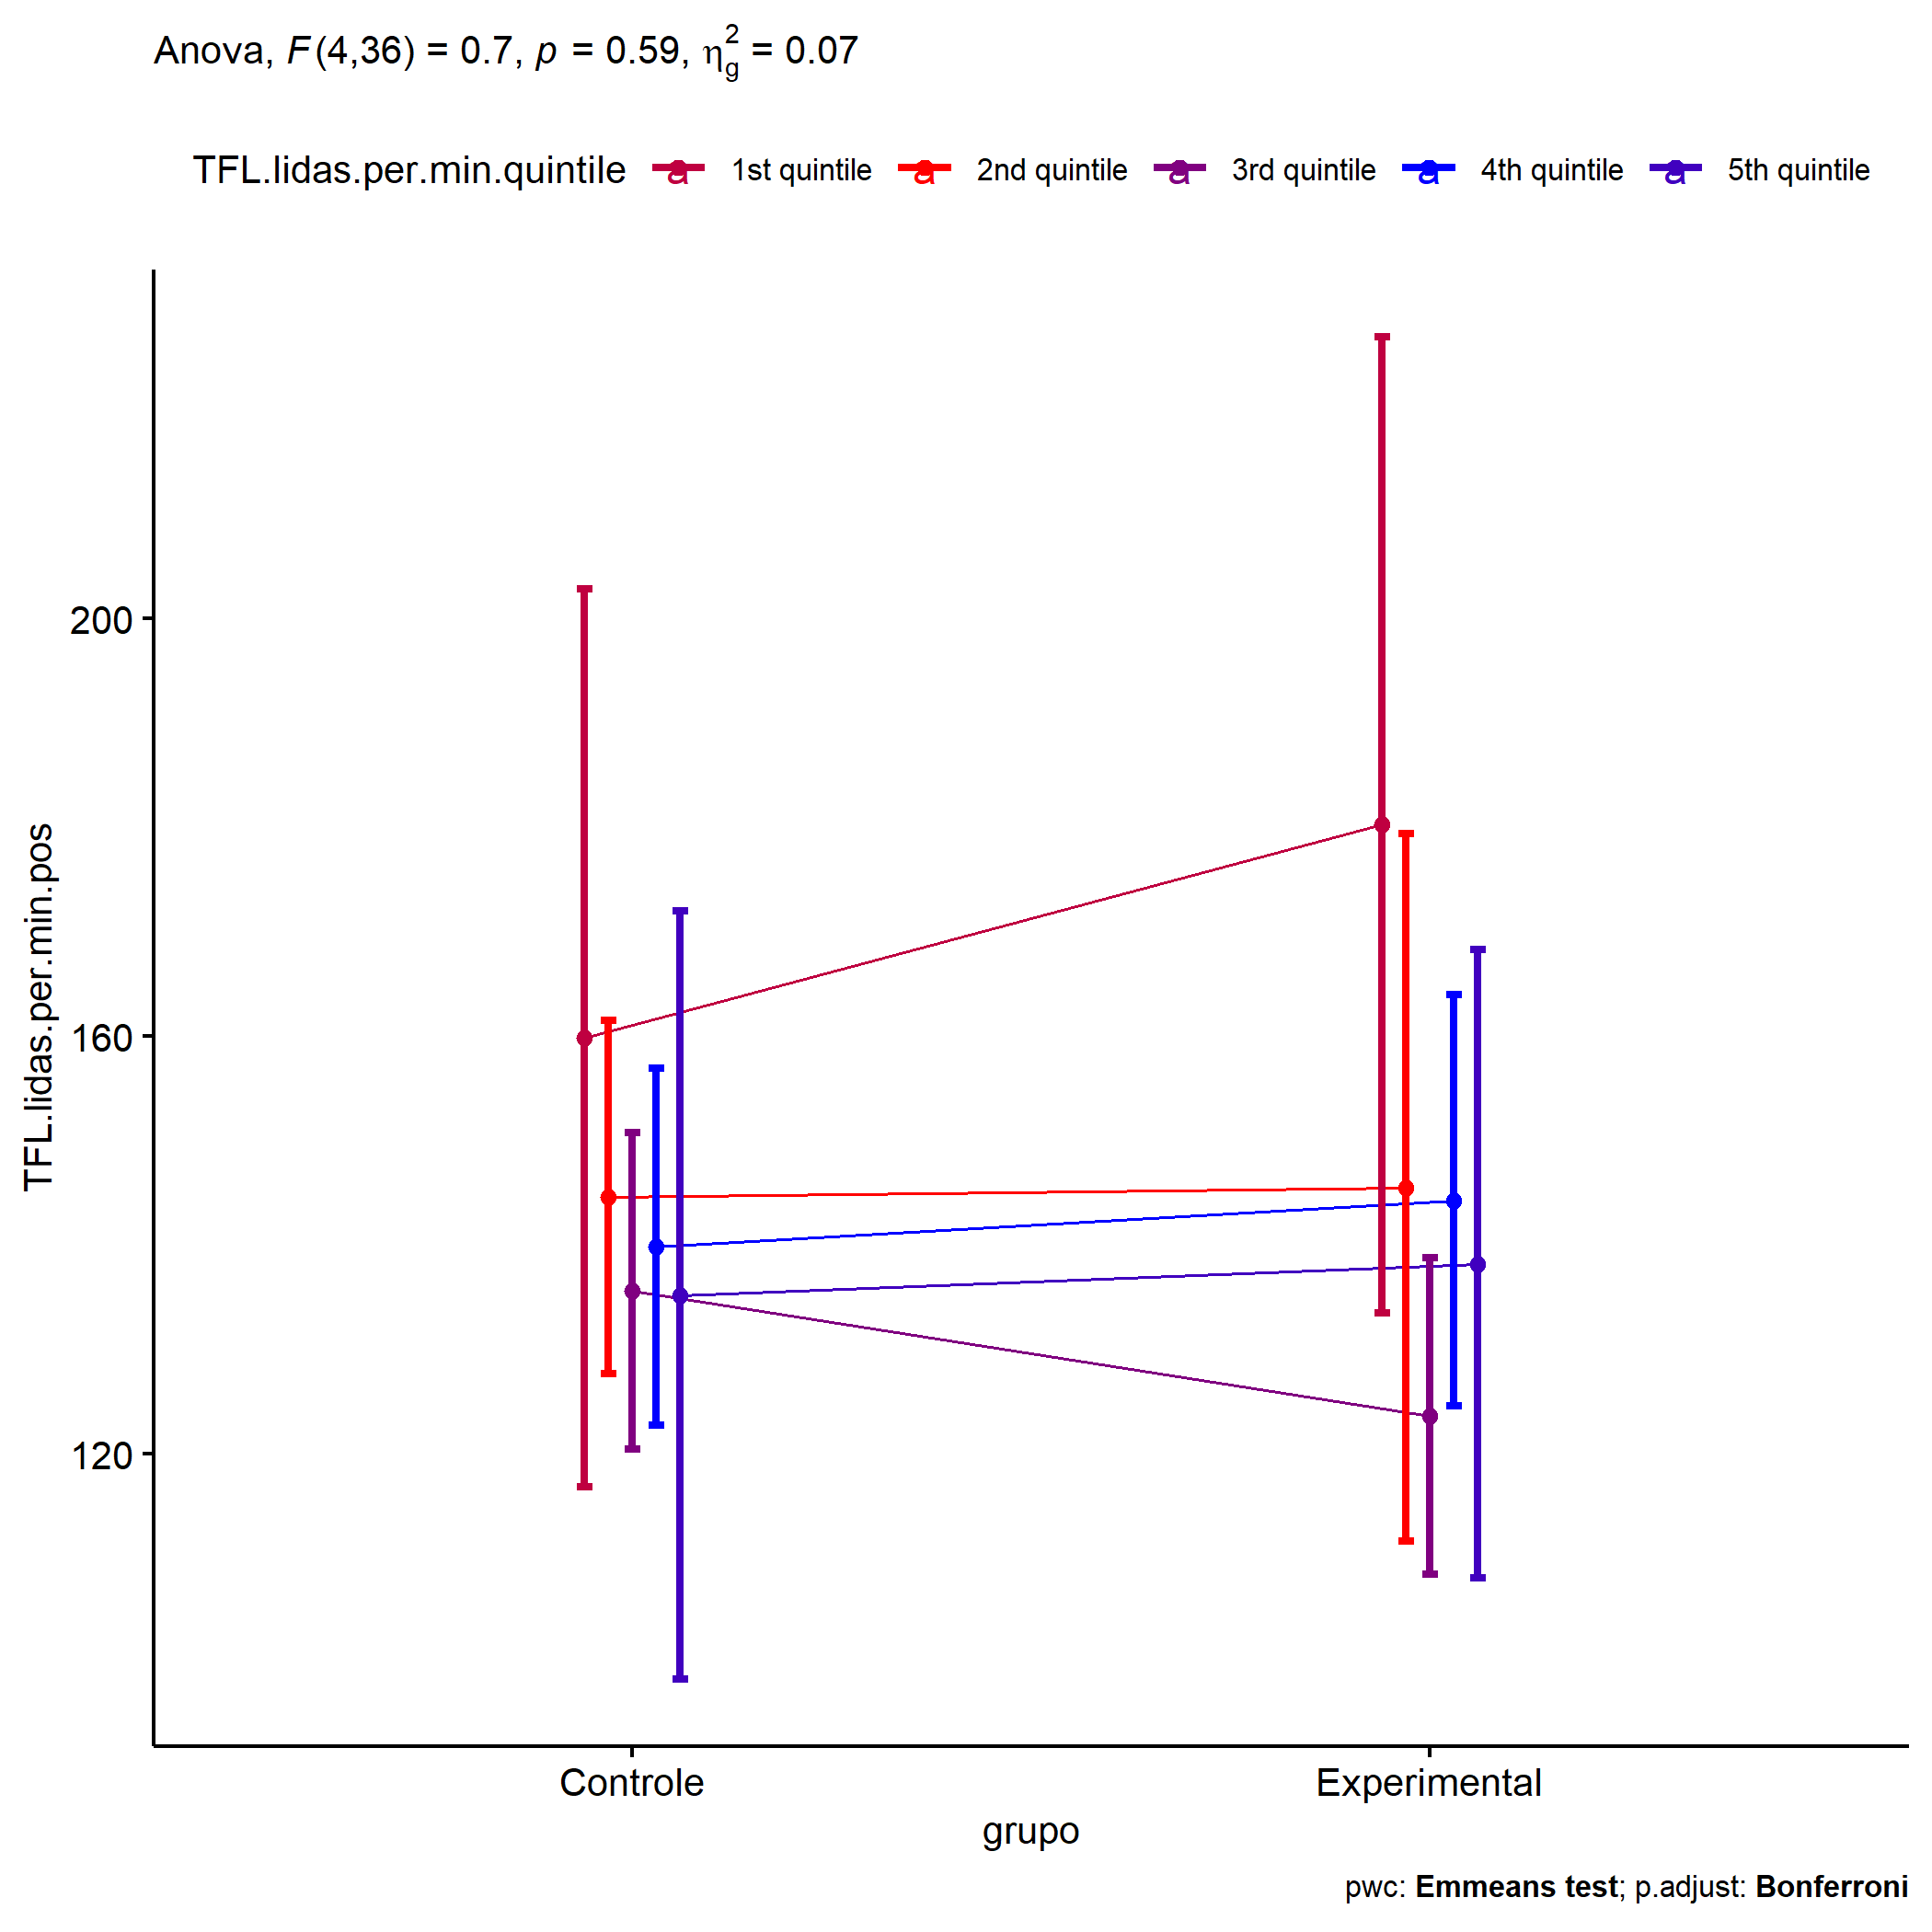 Anova, F(4,36) = 0.7, p = 0.59, η²g = 0.07
TFL.lidas.per.min.quintile a 1st quintile a 2nd quintile a 3rd quintile a 4th quintile a 5th quintile
TFL.lidas.per.min.pos
200
160
120
Controle Experimental
grupo
pwc: Emmeans test; p.adjust: Bonferroni